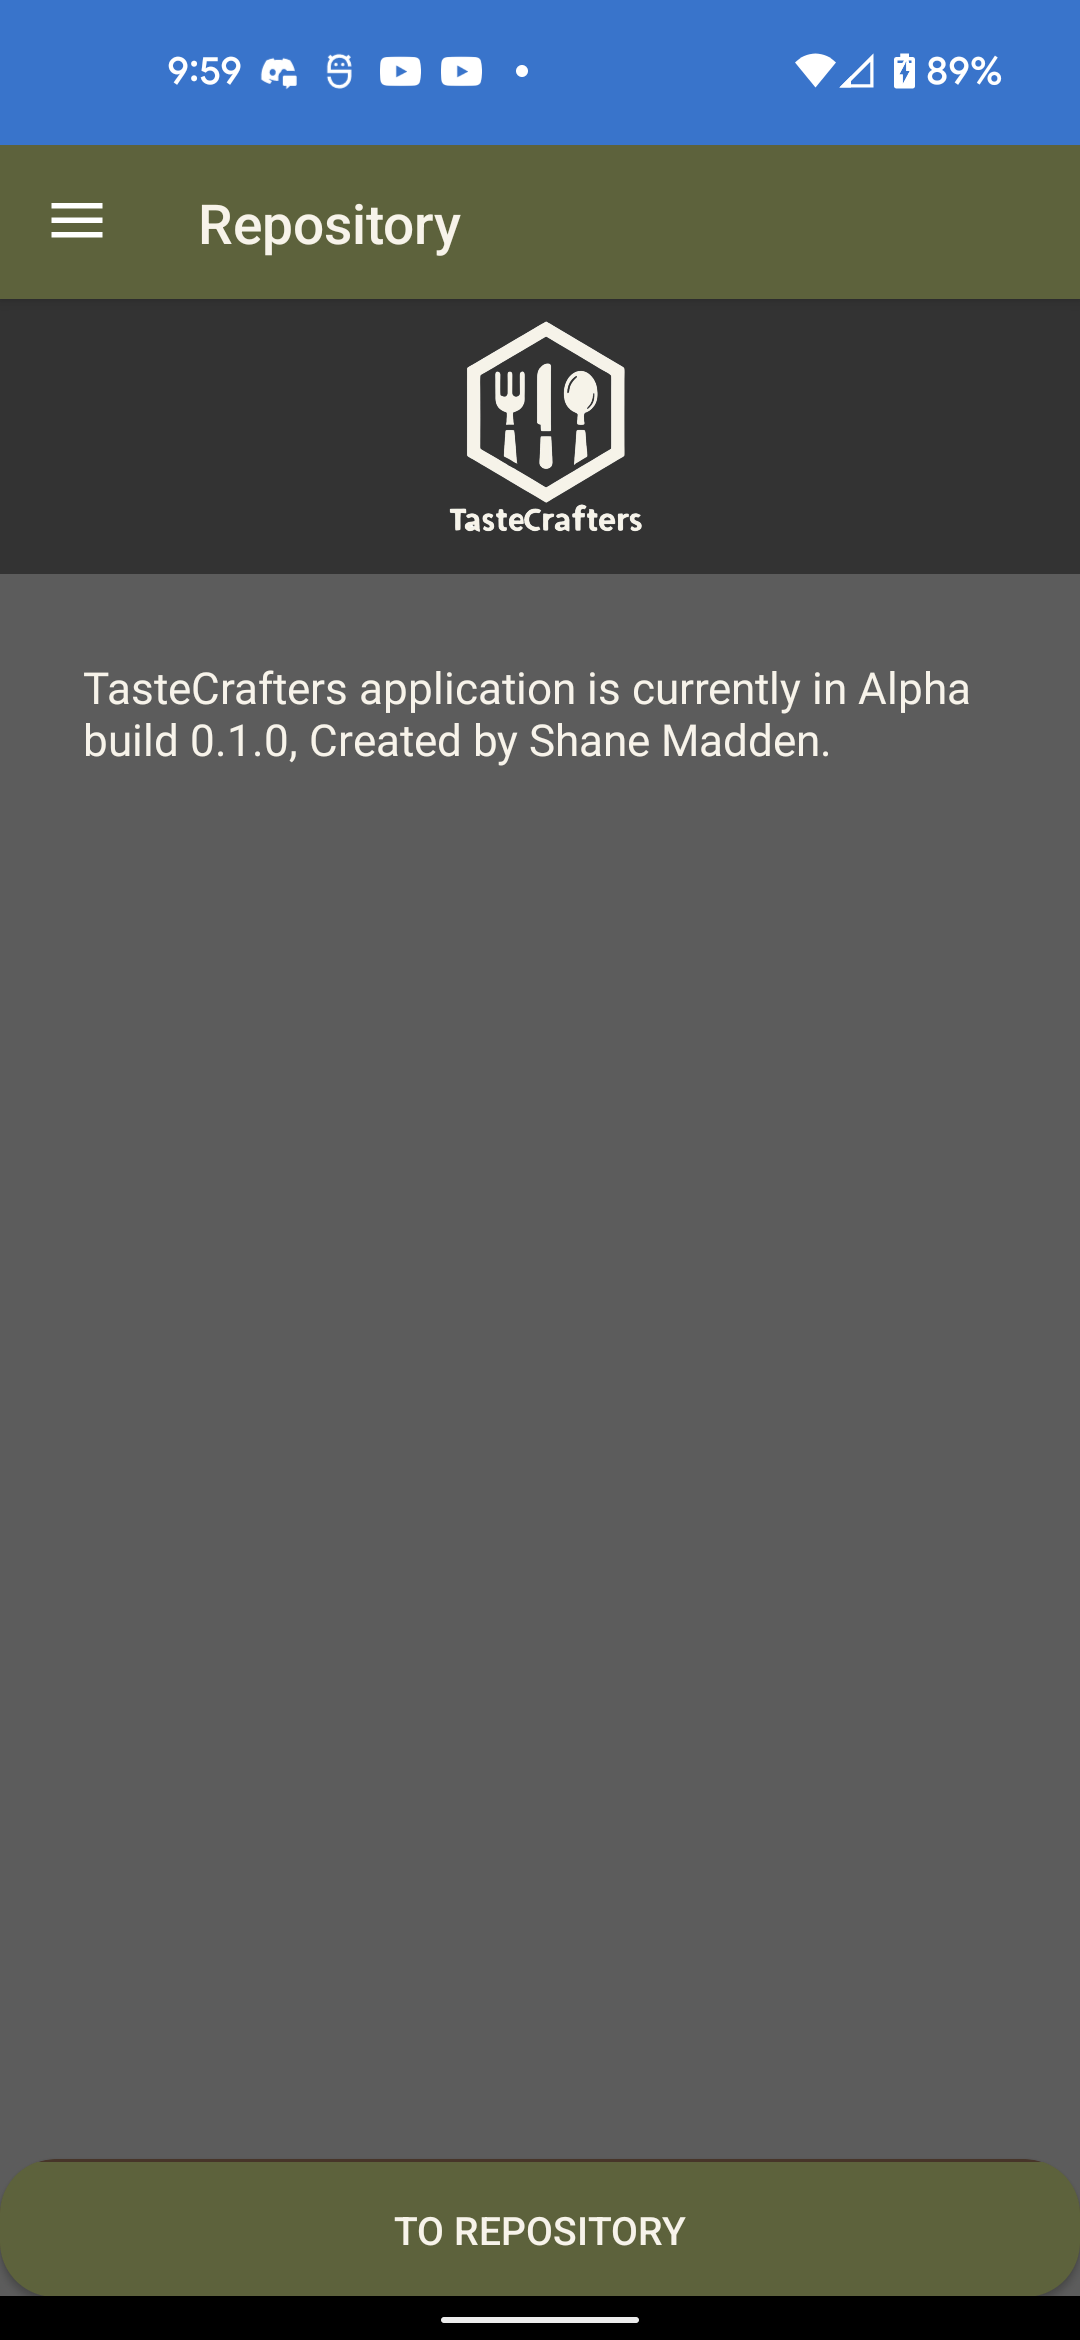 9:59
89%
Repository
TasteCrafters
TasteCrafters application is currently in Alpha
build 0.1.0, Created by Shane Madden.
TO REPOSITORY